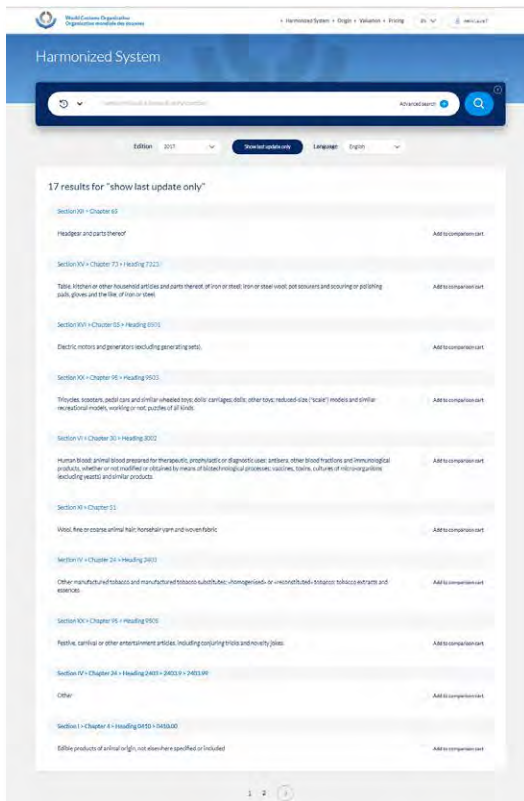 World Customs Organization
Organisation mondiale des douanes
Harmonized System Origin Valuation Pricing
EN
Harmonized System
Advanced search
Edition 2017 Show last update only Language English
17 results for "show last update only"
Section XII > Chapter 65
Headgear and parts thereof Add to comparison cart
Section XV > Chapter 73 > Heading 7323
Table, kitchen or other household articles and parts thereof, of iron or steel; iron or steel wool; pot scourers and scouring or polishing
pads, gloves and the like, of iron or steel Add to comparison cart
Section XVI > Chapter 85 > Heading 8501
Electric motors and generators (excluding generating sets). Add to comparison cart
Section XX > Chapter 95 > Heading 9503
Tricycles, scooters, pedal cars and similar wheeled toys; dolls' carriages; dolls; other toys; reduced-size ("scale") models and similar
recreational models, working or not; puzzles of all kinds Add to comparison cart
Section VI > Chapter 30 > Heading 3002
Human blood; animal blood prepared for therapeutic, prophylactic or diagnostic uses; antisera, other blood fractions and immunological
products, whether or not modified or obtained by means of biotechnological processes; vaccines, toxins, cultures of micro-organisms
(excluding yeasts) and similar products Add to comparison cart
Section XI > Chapter 51
Wool, fine or coarse animal hair; horsehair yarn and woven fabric Add to comparison cart
Section IV > Chapter 24 > Heading 2403
Other manufactured tobacco and manufactured tobacco substitutes; «homogenised» or «reconstituted» tobacco; tobacco extracts and
essences Add to comparison cart
Section XX > Chapter 95 > Heading 9505
Festive, carnival or other entertainment articles, including conjuring tricks and novelty jokes Add to comparison cart
Section IV > Chapter 24 > Heading 2403 > 2403.9 > 2403.99
Other Add to comparison cart
Section I > Chapter 4 > Heading 0410 > 0410.00
Edible products of animal origin, not elsewhere specified or included Add to comparison cart
1 2